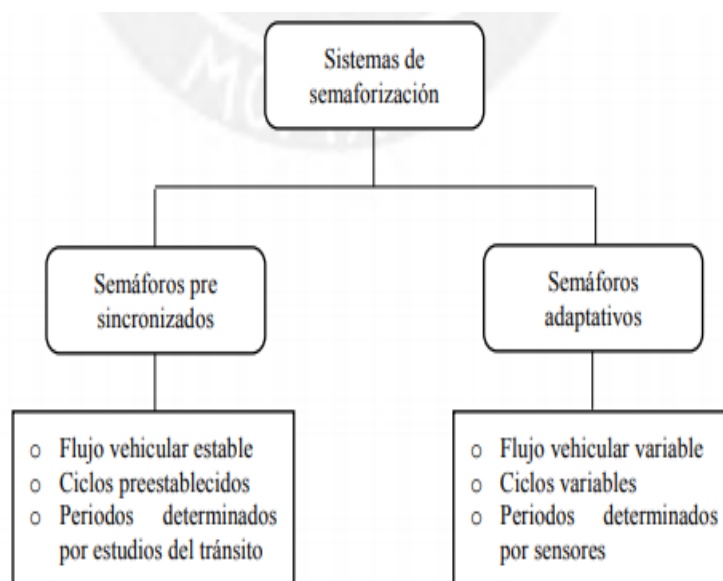 Sistemas de
semaforización
Semáforos pre
sincronizados
Semáforos
adaptativos
o Flujo vehicular estable
o Ciclos preestablecidos
o Periodos determinados
por estudios del tránsito
o Flujo vehicular variable
o Ciclos variables
o Periodos determinados
por sensores